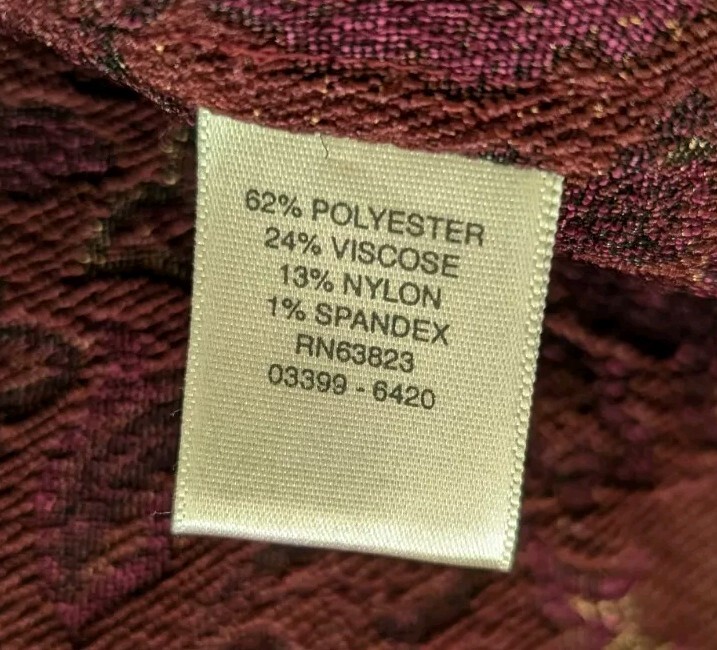 62% POLYESTER
24% VISCOSE
13% NYLON
1% SPANDEX
RN63823
03399 - 6420